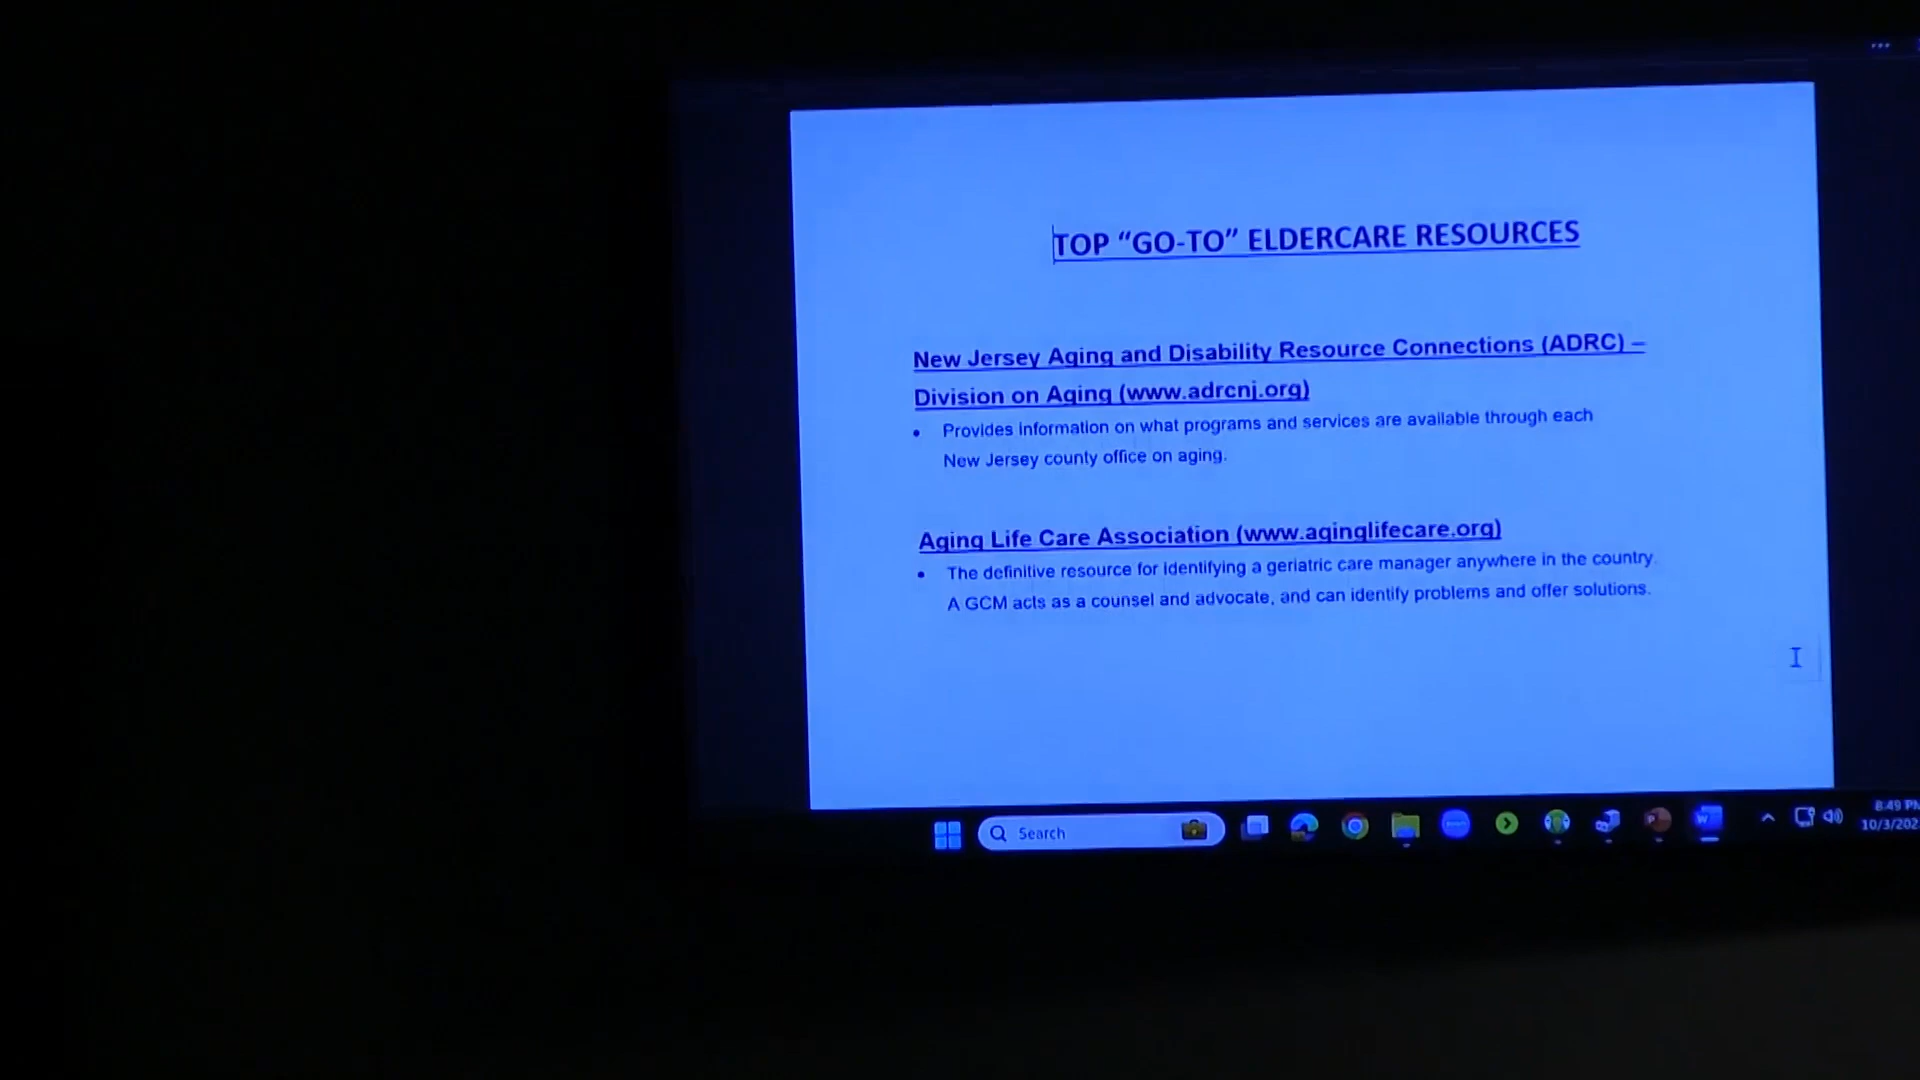 TOP “GO-TO” ELDERCARE RESOURCES
New Jersey Aging and Disability Resource Connections (ADRC) –
Division on Aging (www.adrcnj.org)
• Provides information on what programs and services are available through each
New Jersey county office on aging.
Aging Life Care Association (www.aginglifecare.org)
• The definitive resource for identifying a geriatric care manager anywhere in the country.
A GCM acts as a counsel and advocate, and can identify problems and offer solutions.
Search
8:49 PM
10/3/202